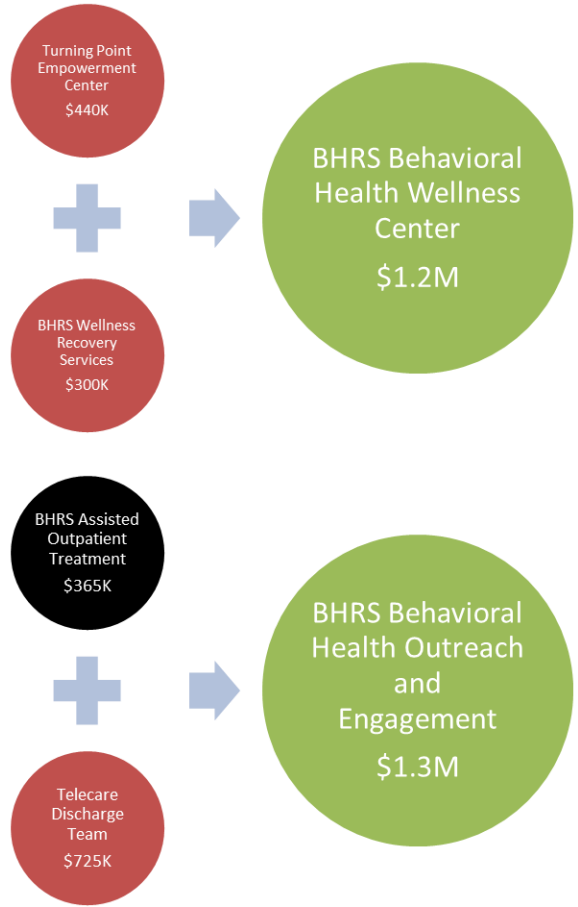 Turning Point
Empowerment
Center
$440K
BHRS Behavioral
Health Wellness
Center
$1.2M
BHRS Wellness
Recovery
Services
$300K
BHRS Assisted
Outpatient
Treatment
$365K
BHRS Behavioral
Health Outreach
and
Engagement
$1.3M
Telecare
Discharge
Team
$725K